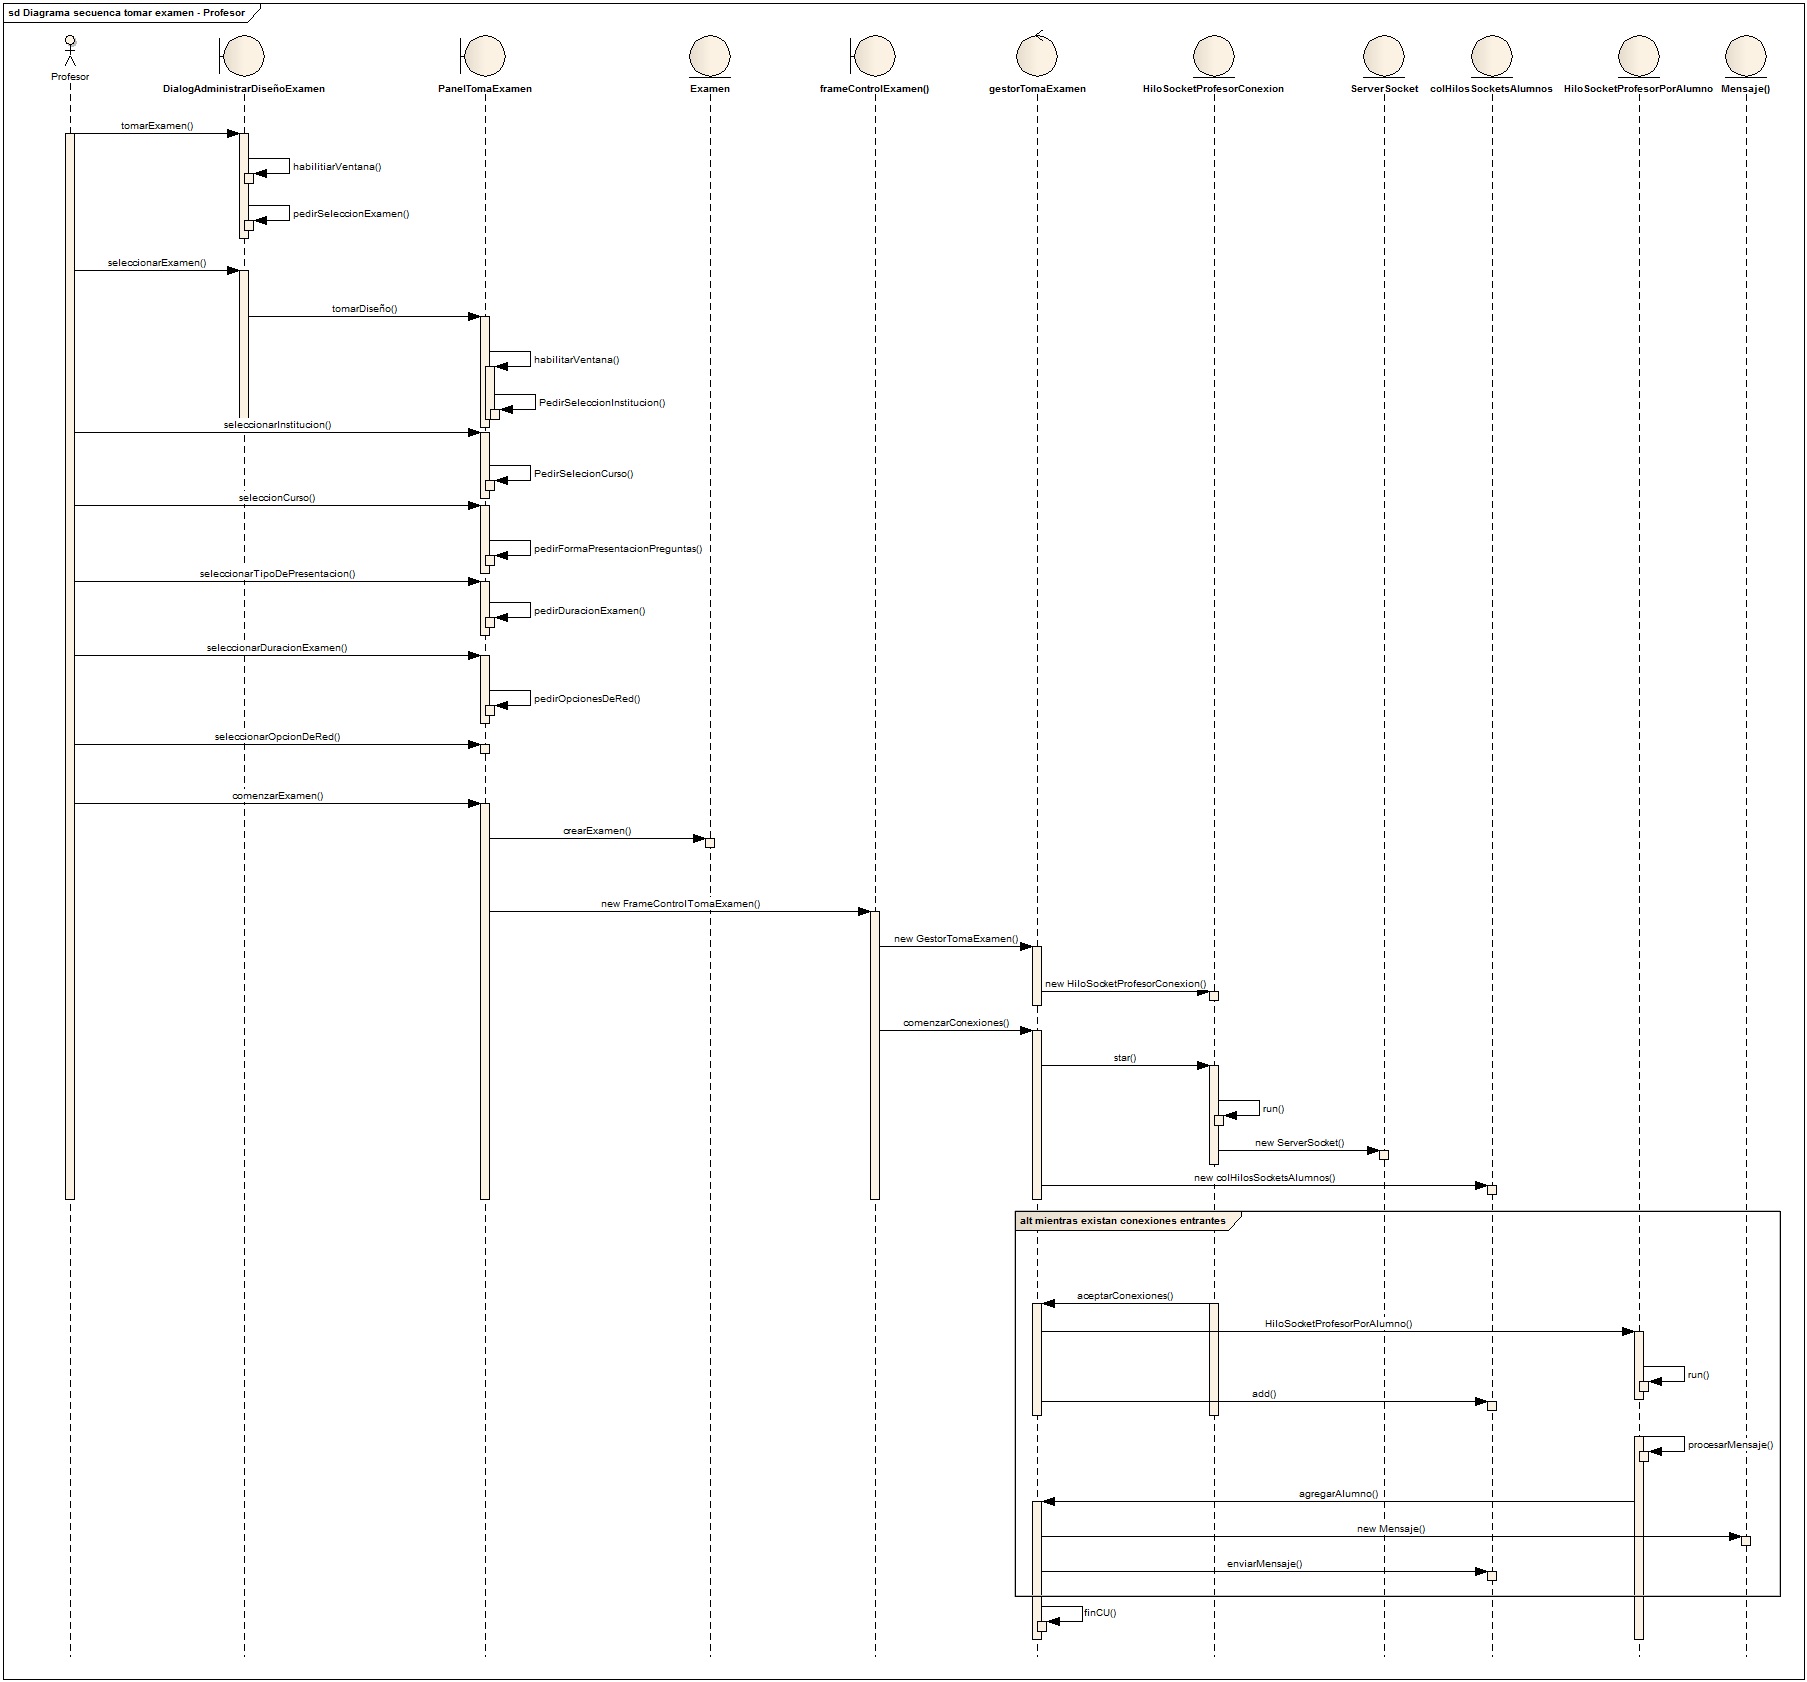 sd Diagrama secuenca tomar examen - Profesor
Profesor
DialogAdministrarDiseñoExamen
PanelTomaExamen
Examen
frameControlExamen()
gestorTomaExamen
HiloSocketProfesorConexion
ServerSocket
colHilosSocketsAlumnos
HiloSocketProfesorPorAlumno
Mensaje()
tomarExamen()
habilitiarVentana()
pedirSeleccionExamen()
seleccionarExamen()
tomarDiseño()
habilitarVentana()
PedirSeleccionInstitucion()
seleccionarInstitucion()
PedirSelecionCurso()
seleccionCurso()
pedirFormaPresentacionPreguntas()
seleccionarTipoDePresentacion()
pedirDuracionExamen()
seleccionarDuracionExamen()
pedirOpcionesDeRed()
seleccionarOpcionDeRed()
comenzarExamen()
crearExamen()
new FrameControlTomaExamen()
new GestorTomaExamen()
new HiloSocketProfesorConexion()
comenzarConexiones()
star()
run()
new ServerSocket()
new colHilosSocketsAlumnos()
alt mientras existan conexiones entrantes
aceptarConexiones()
HiloSocketProfesorPorAlumno()
run()
add()
procesarMensaje()
agregarAlumno()
new Mensaje()
enviarMensaje()
finCU()